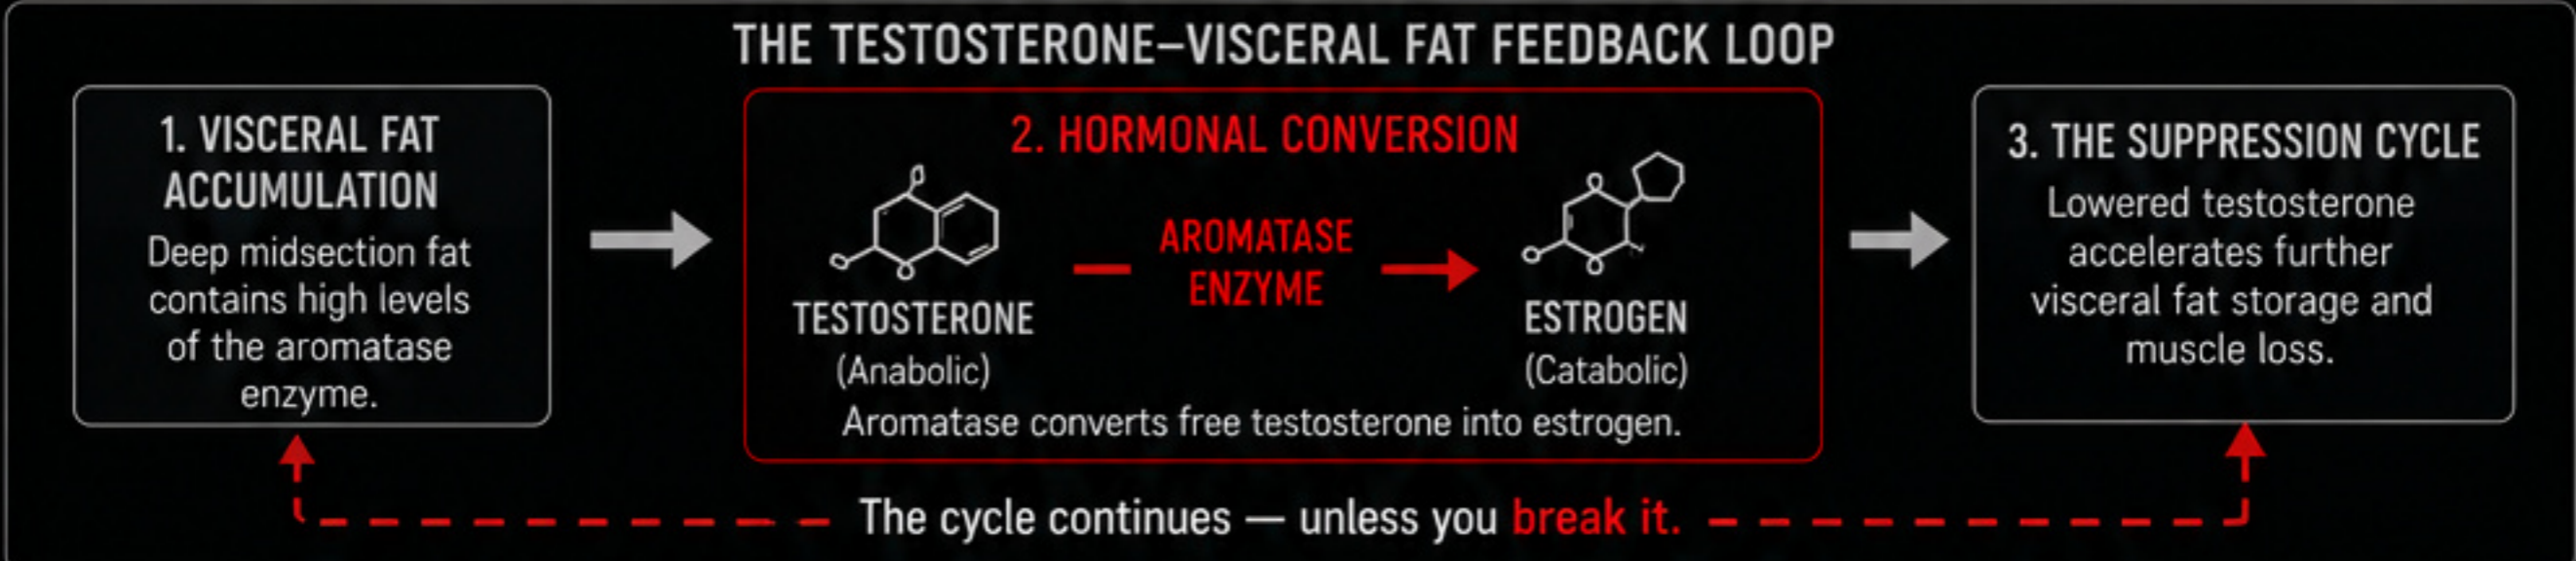 THE TESTOSTERONE–VISCERAL FAT FEEDBACK LOOP
1. VISCERAL FAT
ACCUMULATION
Deep midsection fat
contains high levels
of the aromatase
enzyme.
2. HORMONAL CONVERSION
TESTOSTERONE
(Anabolic)
AROMATASE
ENZYME
ESTROGEN
(Catabolic)
Aromatase converts free testosterone into estrogen.
3. THE SUPPRESSION CYCLE
Lowered testosterone
accelerates further
visceral fat storage and
muscle loss.
The cycle continues — unless you break it.